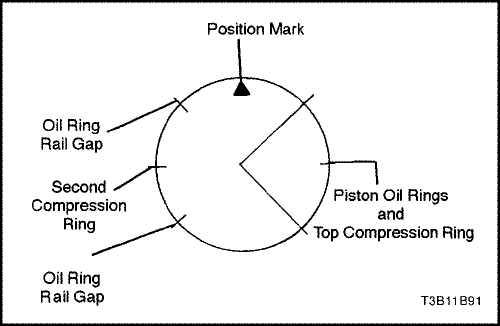 Position Mark
Oil Ring
Rail Gap
Second
Compression
Ring
Oil Ring
Rail Gap
Piston Oil Rings
and
Top Compression Ring
T3B11B91